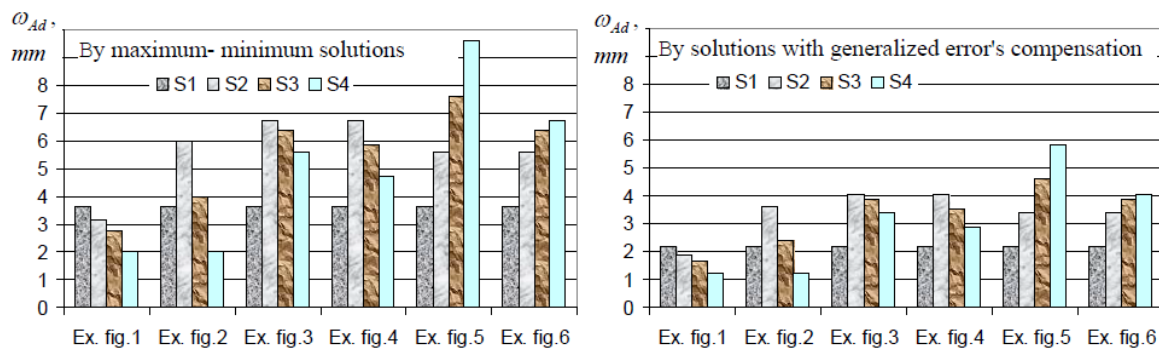 ω_Ad,
mm
By maximum- minimum solutions
S1 S2 S3 S4
8
7
6
5
4
3
2
1
0
Ex. fig.1 Ex. fig.2 Ex. fig.3 Ex. fig.4 Ex. fig.5 Ex. fig.6
ω_Ad,
mm
By solutions with generalized error's compensation
S1 S2 S3 S4
8
7
6
5
4
3
2
1
0
Ex. fig.1 Ex. fig.2 Ex. fig.3 Ex. fig.4 Ex. fig.5 Ex. fig.6